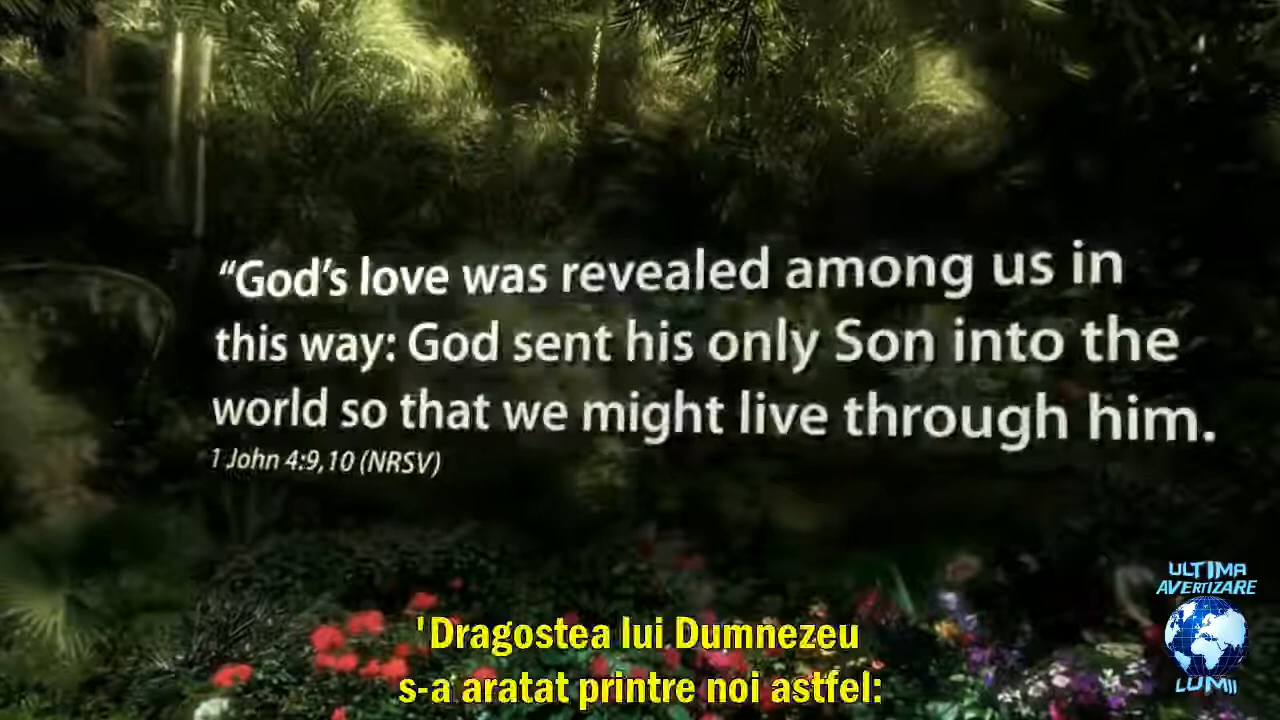 “God’s love was revealed among us in
this way: God sent his only Son into the
world so that we might live through him.
1 John 4:9,10 (NRSV)
'Dragostea lui Dumnezeu
s-a aratat printre noi astfel:
ULTIMA
AVERTIZARE
LUMII